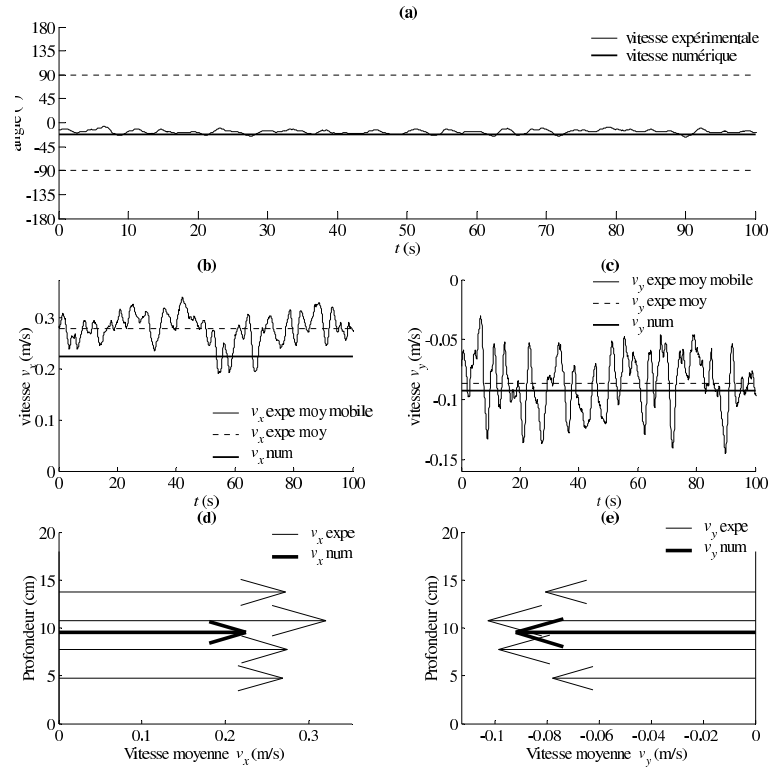 (a)
180
135
90
45
0
-45
-90
-135
-180
angle (°)
vitesse expérimentale
vitesse numérique
0 10 20 30 40 50 60 70 80 90 100
t (s)
(b)
0.3
0.2
0.1
0
vitesse v (m/s)
v_x expe moy mobile
v_x expe moy
v_x num
0 20 40 60 80 100
t (s)
(c)
0
-0.05
-0.1
-0.15
vitesse v_y (m/s)
v_y expe moy mobile
v_y expe moy
v_y num
0 20 40 60 80 100
t (s)
(d)
20
15
10
5
0
Profondeur (cm)
v_x expe
v_x num
0 0.1 0.2 0.3
Vitesse moyenne v_x (m/s)
(e)
20
15
10
5
0
Profondeur (cm)
v_y expe
v_y num
-0.1 -0.08 -0.06 -0.04 -0.02 0
Vitesse moyenne v_y (m/s)